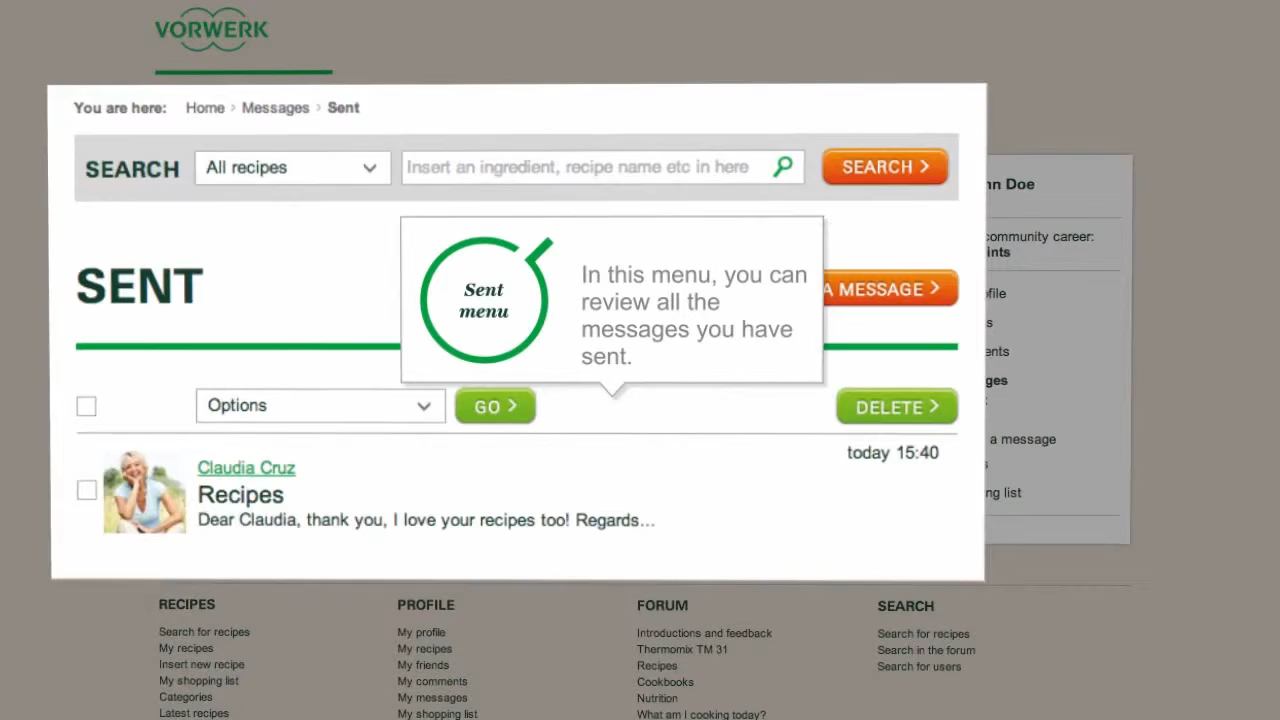 VORWERK
You are here: Home > Messages > Sent
SEARCH All recipes Insert an ingredient, recipe name etc in here SEARCH >
nn Doe
community career:
ints
SENT
Sent
menu
In this menu, you can
review all the
messages you have
sent.
A MESSAGE >
ofile
s
ents
ges
a message
s
ng list
Options GO > DELETE >
today 15:40
Claudia Cruz
Recipes
Dear Claudia, thank you, I love your recipes too! Regards...
RECIPES
Search for recipes
My recipes
Insert new recipe
My shopping list
Categories
Latest recipes
PROFILE
My profile
My recipes
My friends
My comments
My messages
My shopping list
FORUM
Introductions and feedback
Thermomix TM 31
Recipes
Cookbooks
Nutrition
What am I cooking today?
SEARCH
Search for recipes
Search in the forum
Search for users